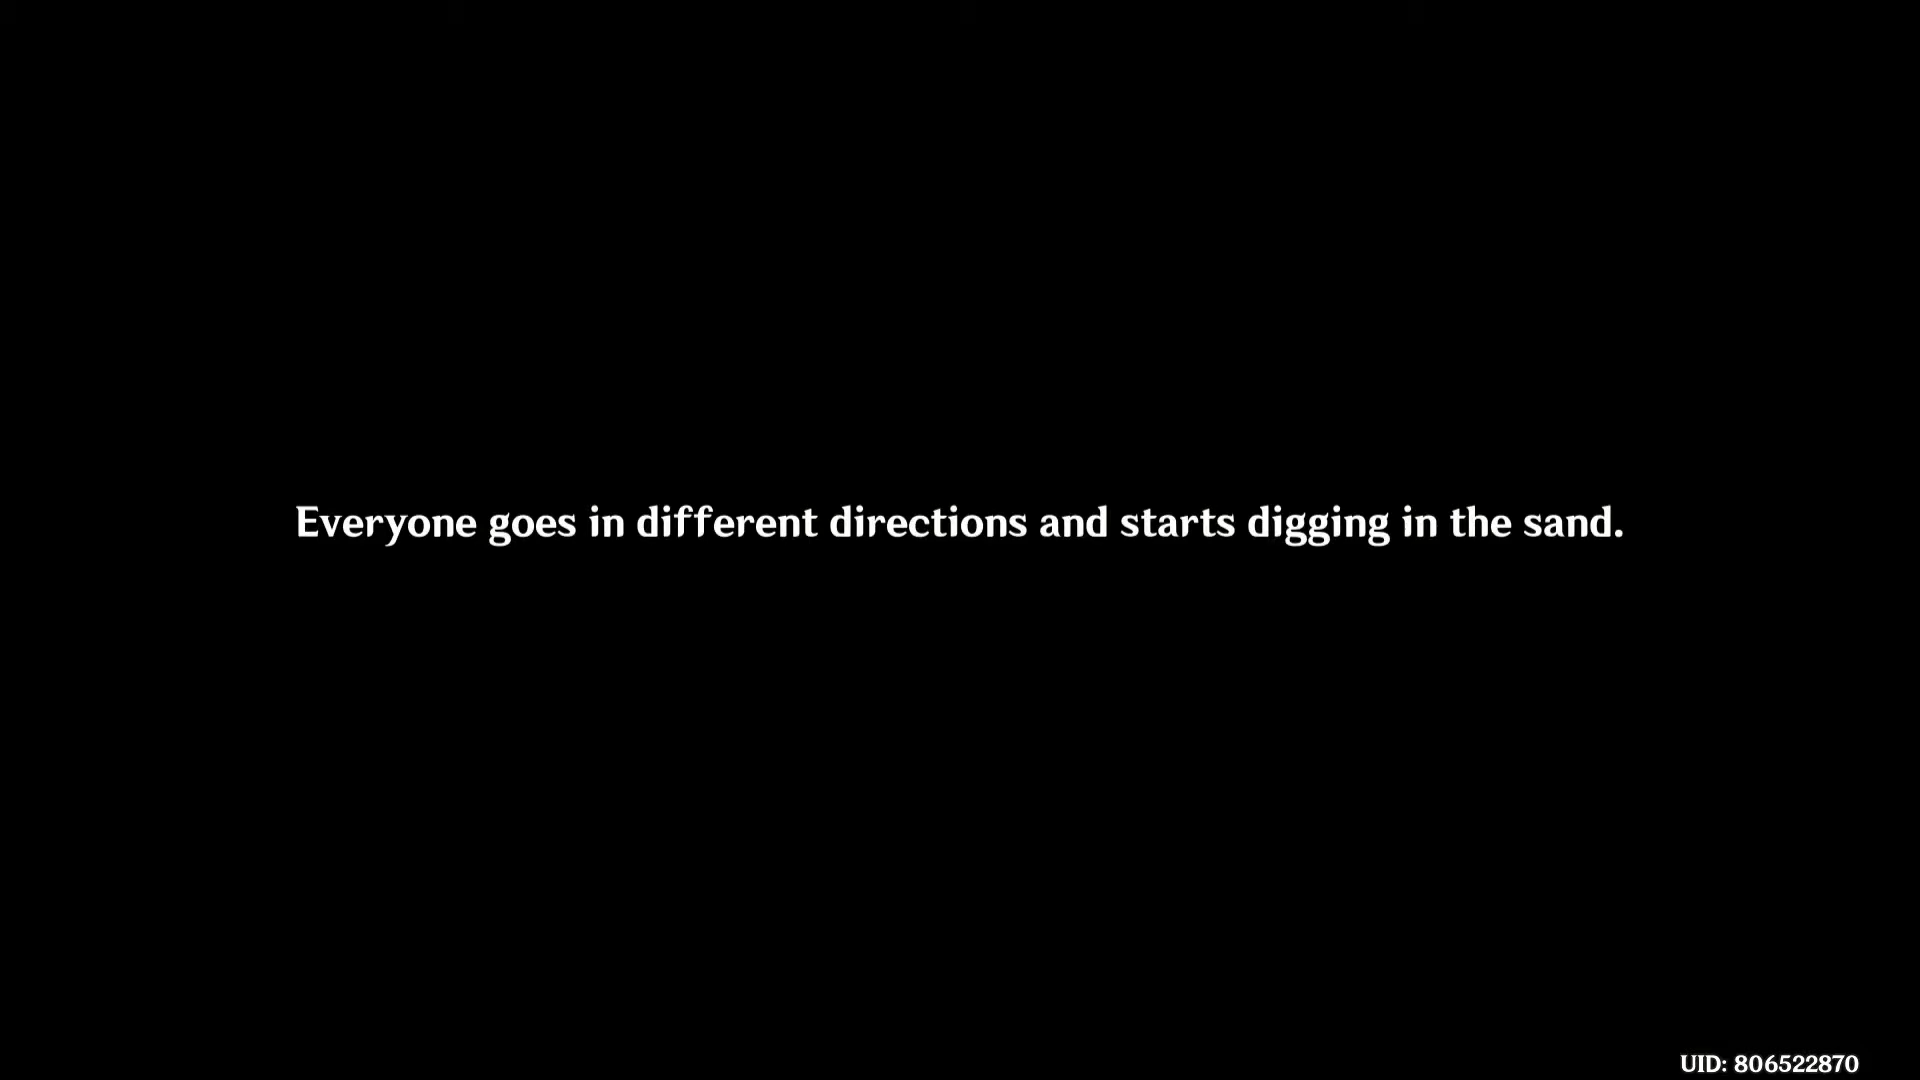 Everyone goes in different directions and starts digging in the sand.
UID: 806522870